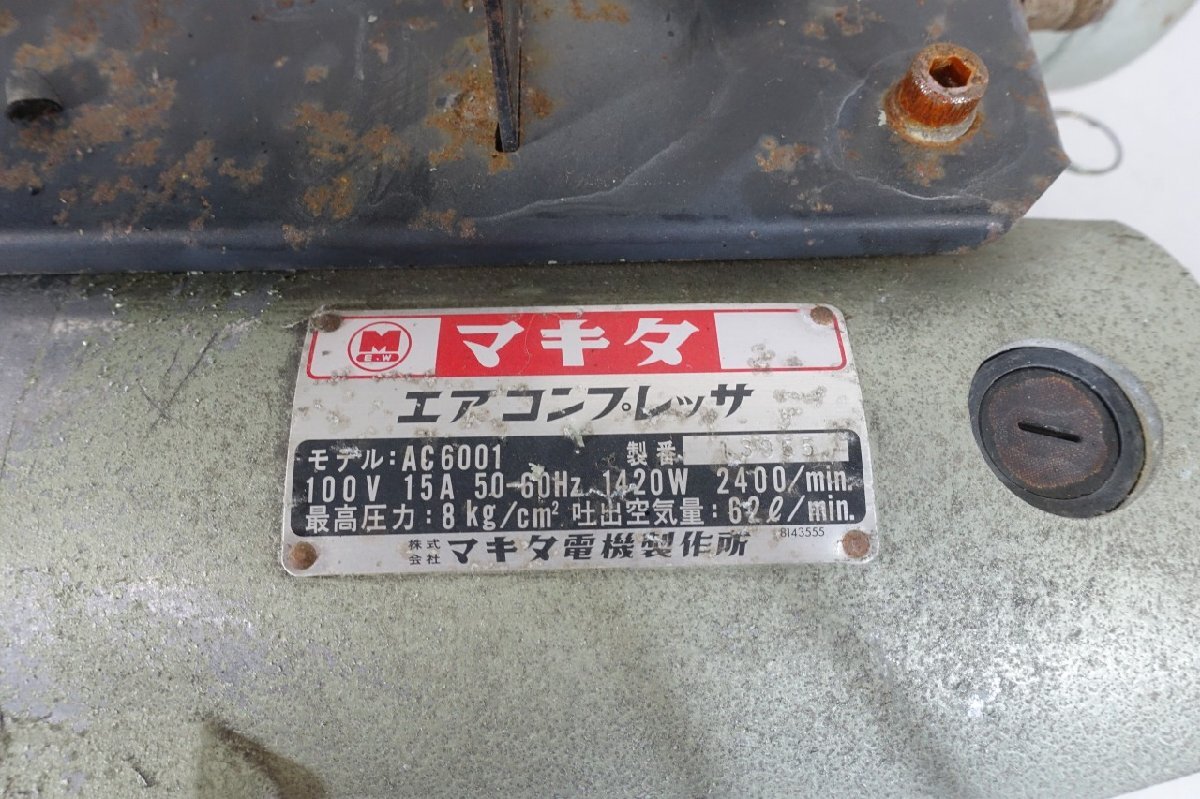 M
E.W
マキタ
エアコンプレッサ
モデル:AC6001 製番
100V 15A 50-60Hz 1420W 2400/min.
最高圧力:8kg/cm² 吐出空気量:62ℓ/min.
8143555
株式会社 マキタ電機製作所